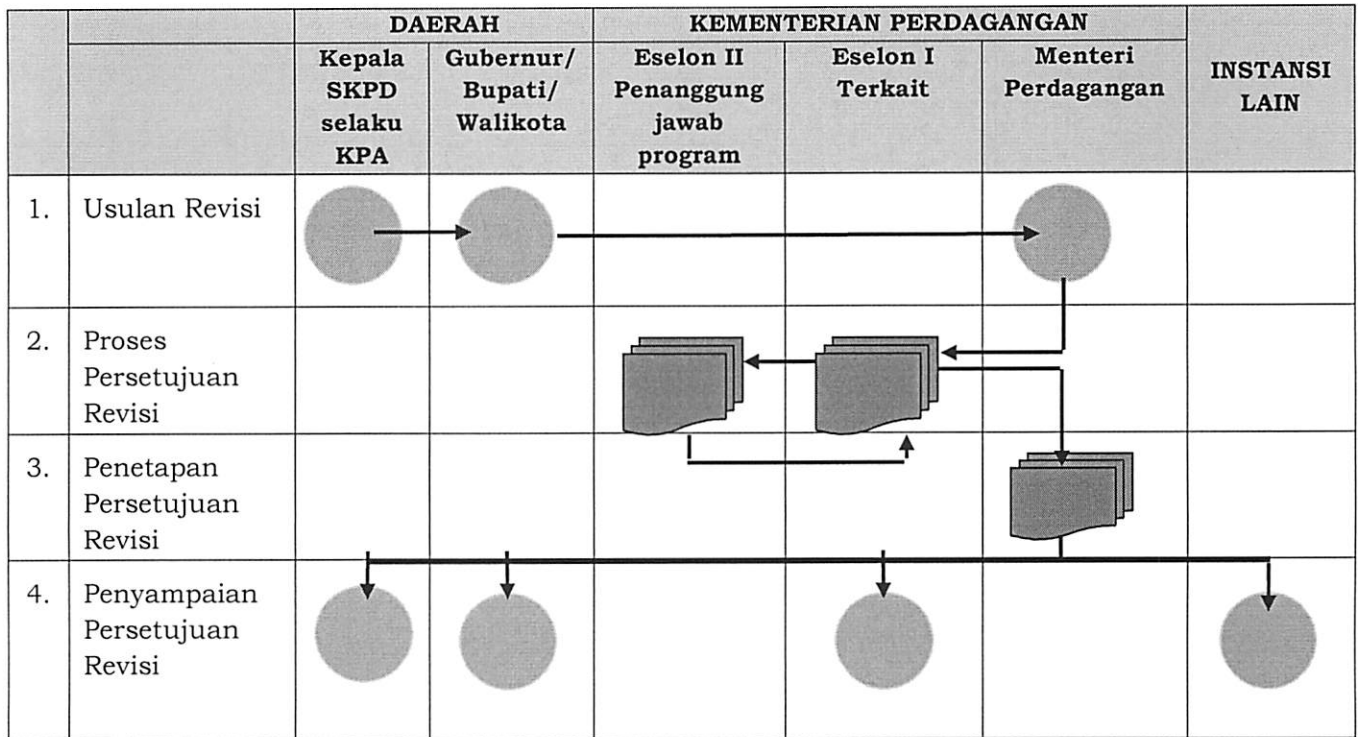 DAERAH
KEMENTERIAN PERDAGANGAN
Kepala
SKPD
selaku
KPA
Gubernur/
Bupati/
Walikota
Eselon II
Penanggung
jawab
program
Eselon I
Terkait
Menteri
Perdagangan
INSTANSI
LAIN
1. Usulan Revisi
2. Proses
Persetujuan
Revisi
3. Penetapan
Persetujuan
Revisi
4. Penyampaian
Persetujuan
Revisi